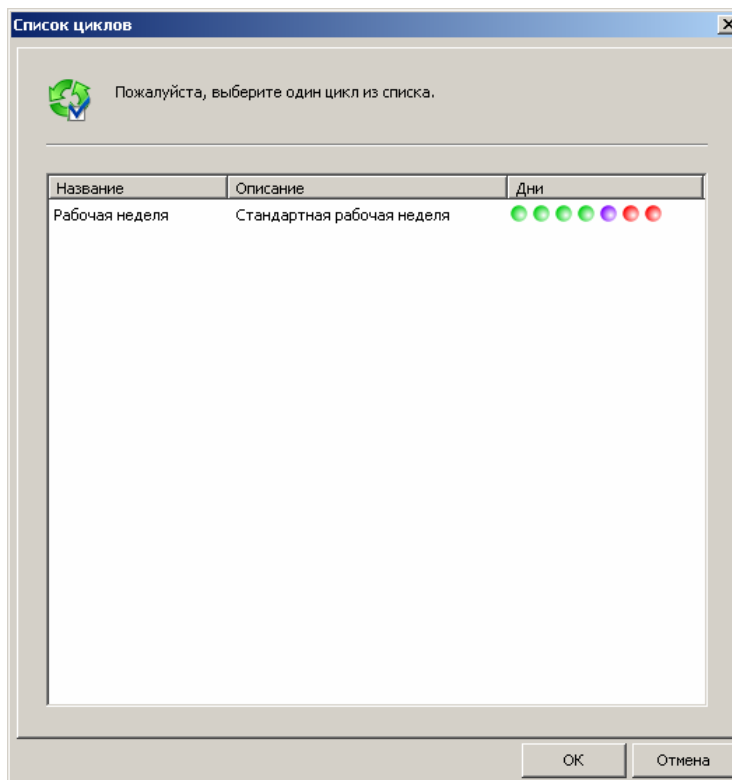 Список циклов
Пожалуйста, выберите один цикл из списка.
Название Описание Дни
Рабочая неделя Стандартная рабочая неделя
ОК Отмена